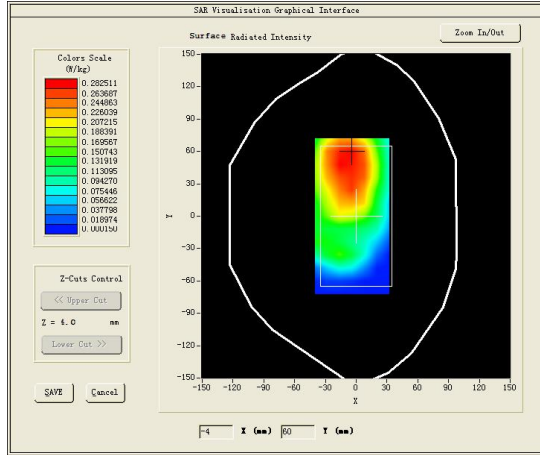 SAR Visualisation Graphical Interface
Surface Radiated Intensity
Zoom In/Out
Colors Scale
(W/kg)
0.282511
0.263687
0.244863
0.226039
0.207215
0.188391
0.169567
0.150743
0.131919
0.113095
0.094270
0.075446
0.056622
0.037798
0.018974
0.000150
Z-Cuts Control
<< Upper Cut
Z = 4.0 mm
Lower Cut >>
SAVE
Cancel
150
120
90
60
30
0
-30
-60
-90
-120
-150
Y
-150 -120 -90 -60 -30 0 30 60 90 120 150
X
-4 X (mm) 60 Y (mm)